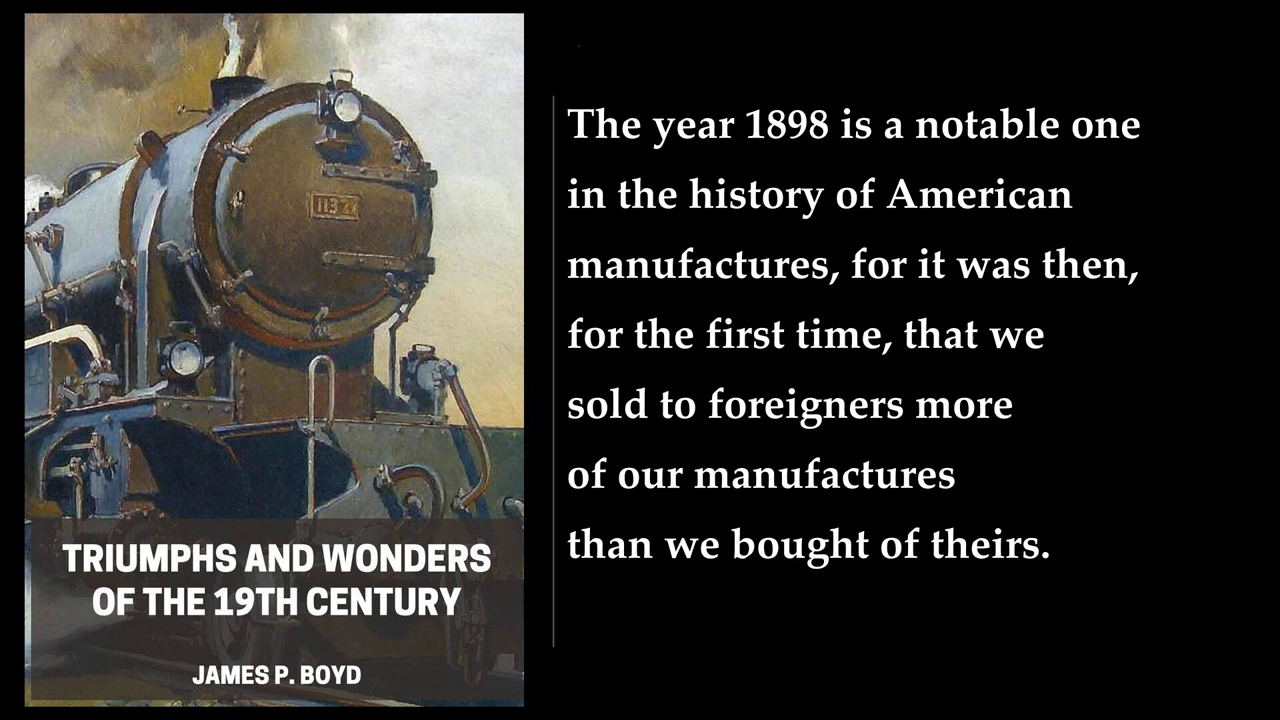 TRIUMPHS AND WONDERS
OF THE 19TH CENTURY
JAMES P. BOYD
The year 1898 is a notable one
in the history of American
manufactures, for it was then,
for the first time, that we
sold to foreigners more
of our manufactures
than we bought of theirs.